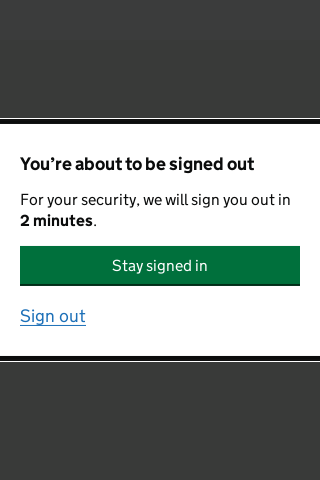 You’re about to be signed out
For your security, we will sign you out in
2 minutes.
Stay signed in
Sign out